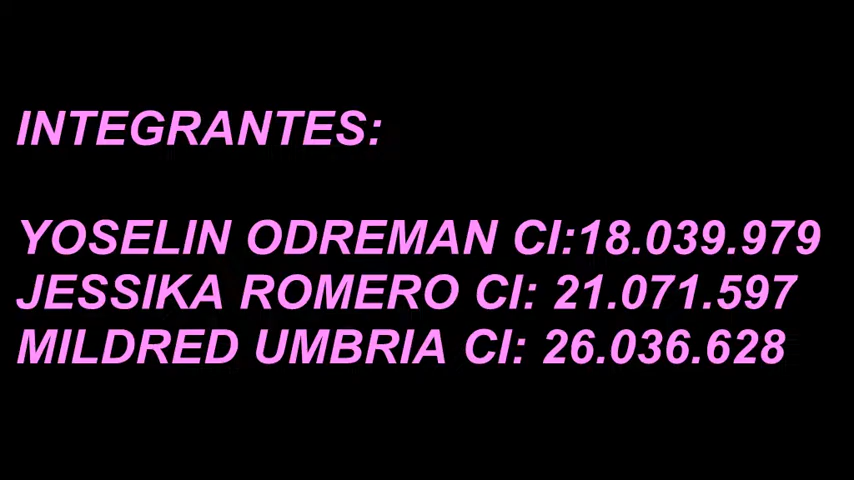 INTEGRANTES:
YOSELIN ODREMAN CI:18.039.979
JESSIKA ROMERO CI: 21.071.597
MILDRED UMBRIA CI: 26.036.628